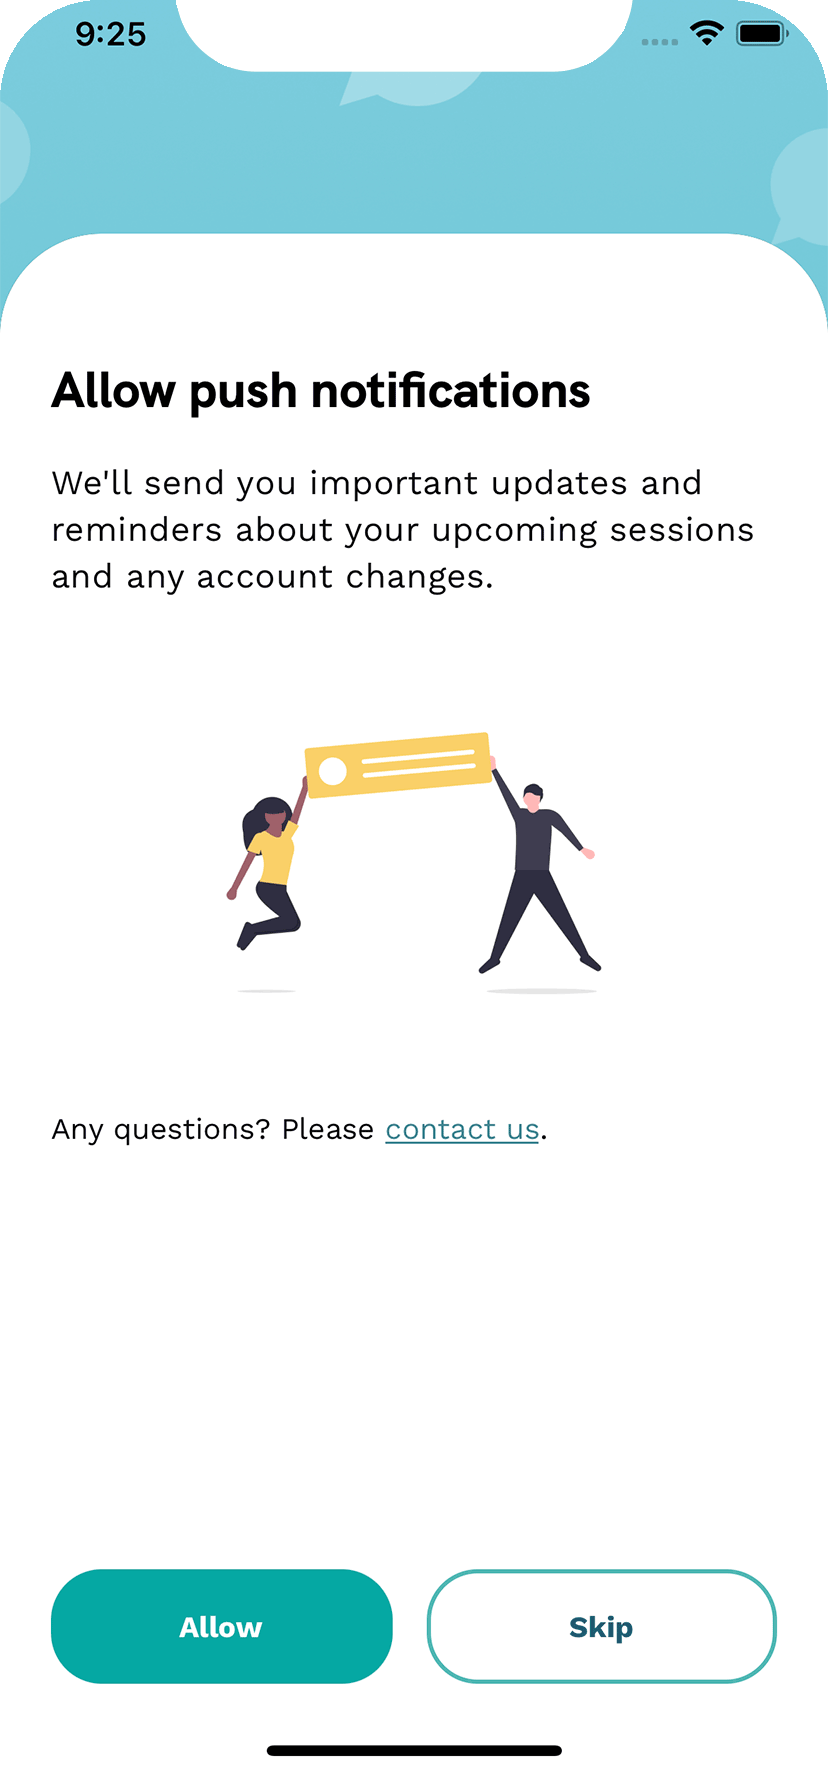 9:25
Allow push notifications
We'll send you important updates and
reminders about your upcoming sessions
and any account changes.
Any questions? Please contact us.
Allow
Skip